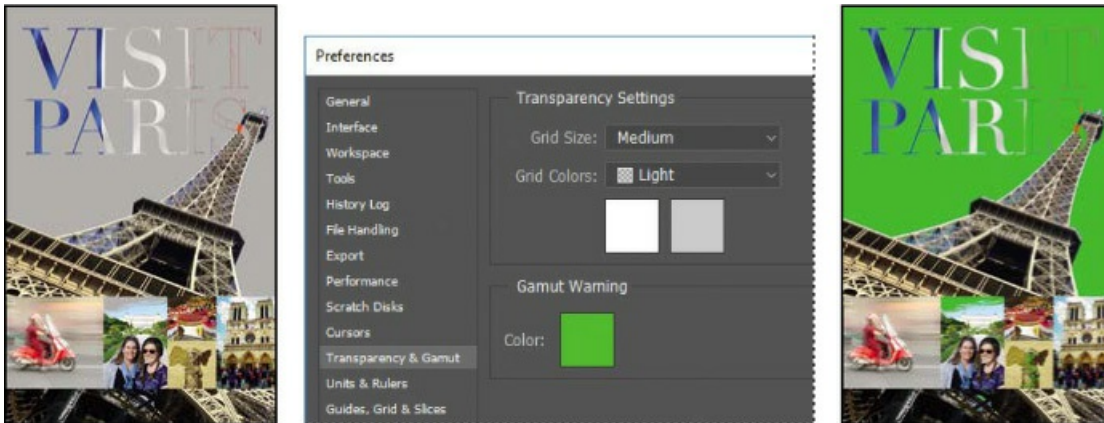 VISIT
PARIS
Preferences
General
Interface
Workspace
Tools
History Log
File Handling
Export
Performance
Scratch Disks
Cursors
Transparency & Gamut
Units & Rulers
Guides, Grid & Slices
Transparency Settings
Grid Size: Medium
Grid Colors: Light
Gamut Warning
Color:
VISIT
PARI